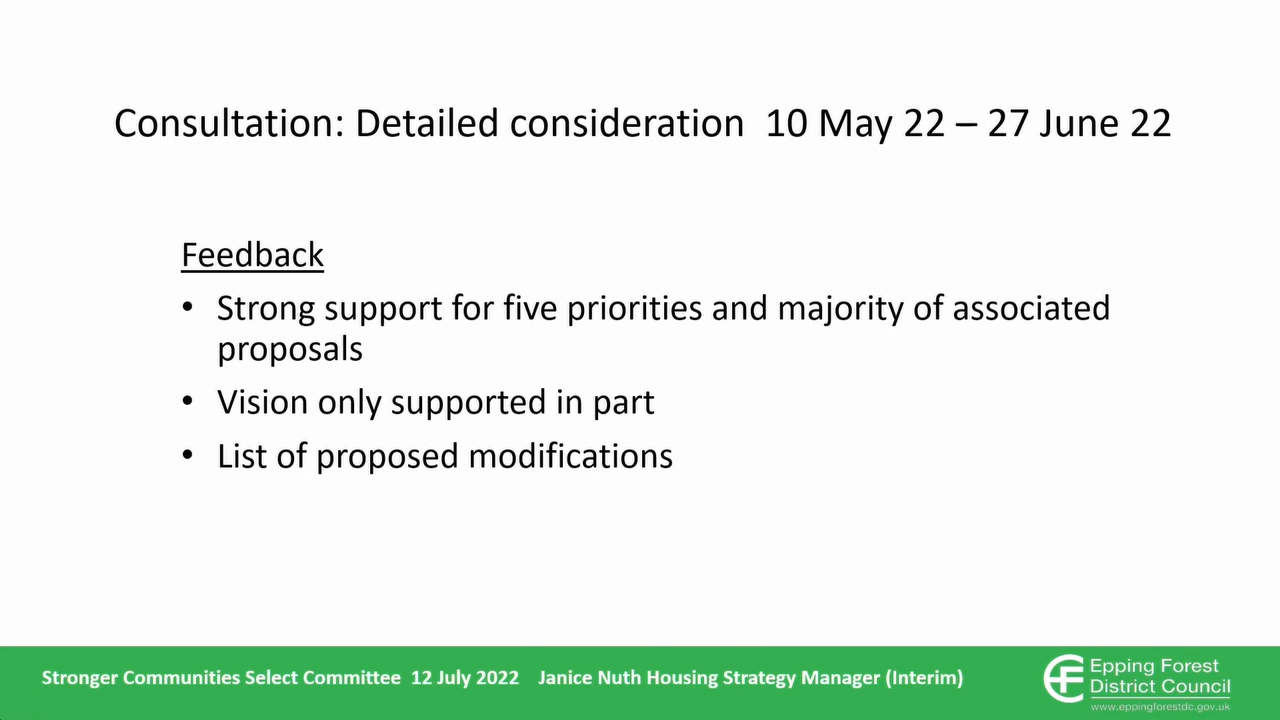 Consultation: Detailed consideration  10 May 22 – 27 June 22
Feedback
• Strong support for five priorities and majority of associated
proposals
• Vision only supported in part
• List of proposed modifications
Stronger Communities Select Committee  12 July 2022    Janice Nuth Housing Strategy Manager (Interim)
Epping Forest
District Council
www.eppingforestdc.gov.uk